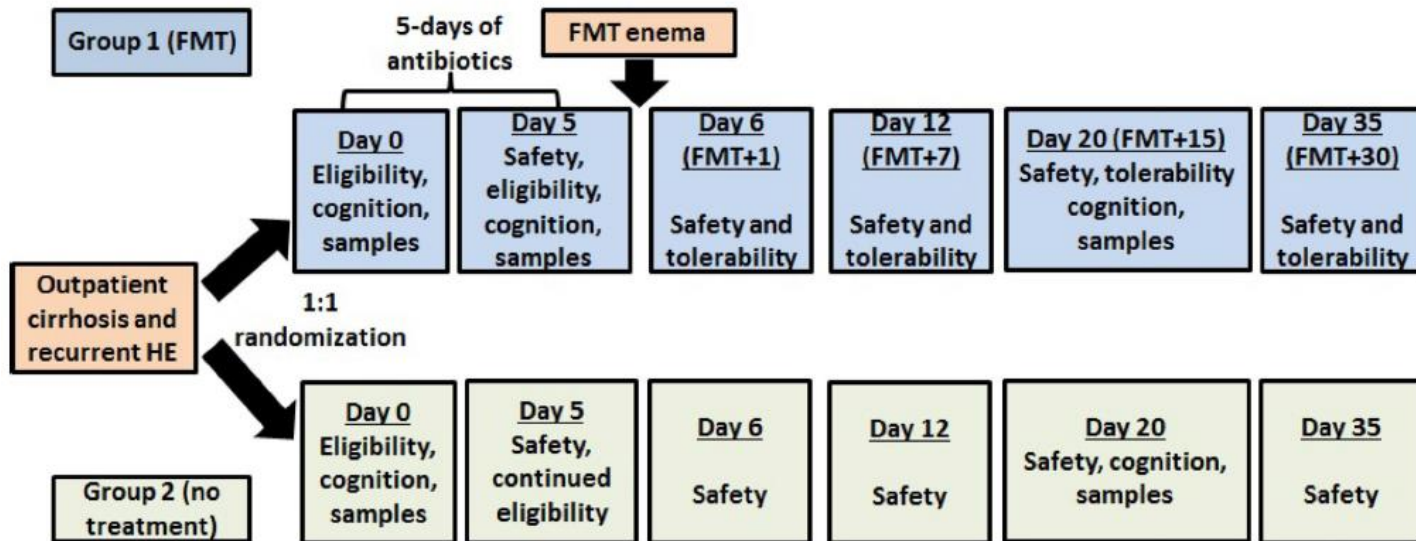 Group 1 (FMT)
5-days of
antibiotics
FMT enema
Day 0
Eligibility,
cognition,
samples
Day 5
Safety,
eligibility,
cognition,
samples
Day 6
(FMT+1)
Safety and
tolerability
Day 12
(FMT+7)
Safety and
tolerability
Day 20 (FMT+15)
Safety, tolerability
cognition,
samples
Day 35
(FMT+30)
Safety and
tolerability
Outpatient
cirrhosis and
recurrent HE
1:1
randomization
Group 2 (no
treatment)
Day 0
Eligibility,
cognition,
samples
Day 5
Safety,
continued
eligibility
Day 6
Safety
Day 12
Safety
Day 20
Safety, cognition,
samples
Day 35
Safety